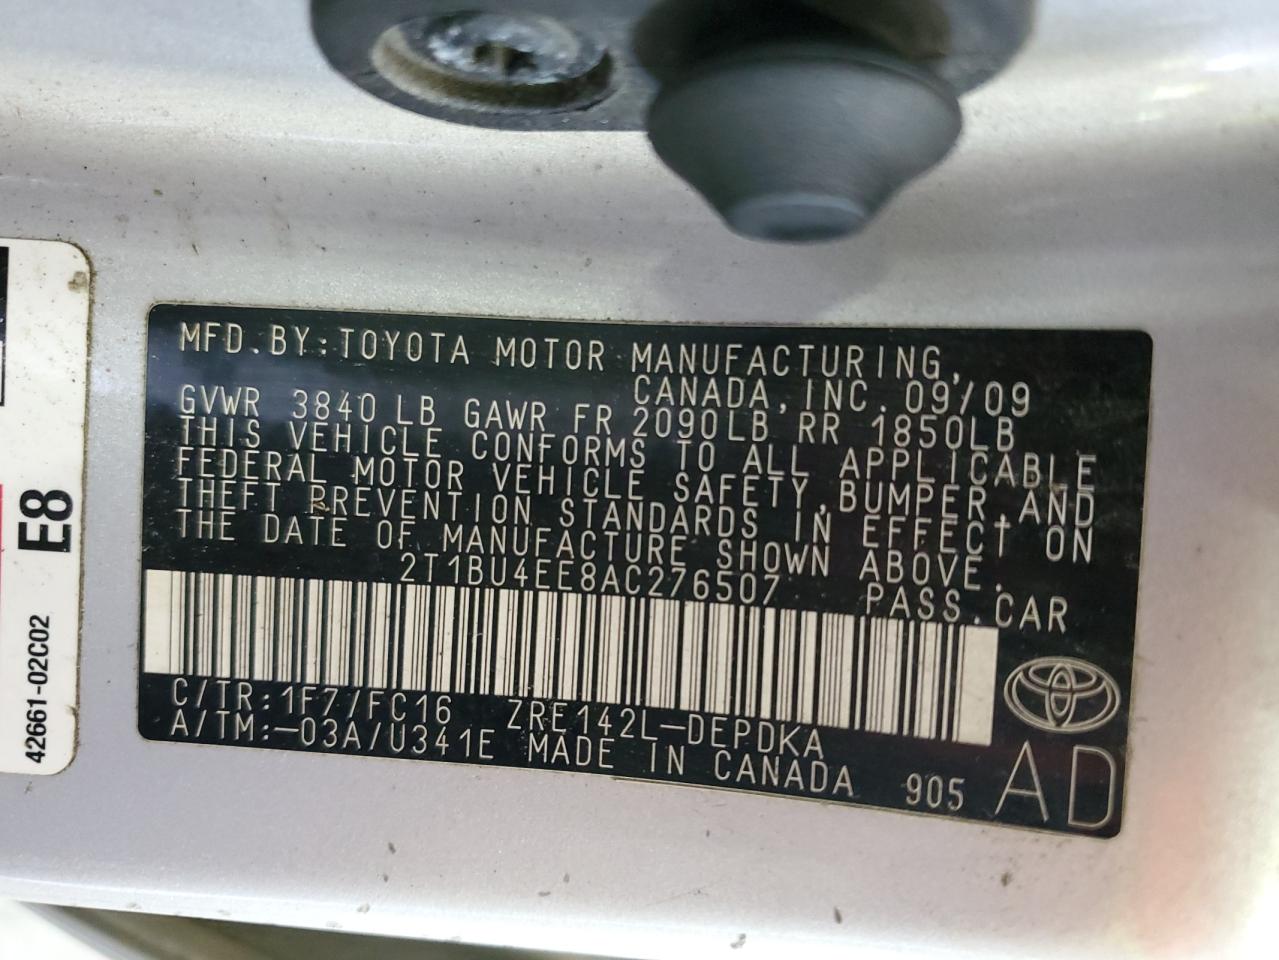 MFD.BY:TOYOTA MOTOR MANUFACTURING,
CANADA,INC.09/09
GVWR 3840 LB GAWR FR 2090LB RR 1850LB
THIS VEHICLE CONFORMS TO ALL APPLICABLE
FEDERAL MOTOR VEHICLE SAFETY,BUMPER,AND
THEFT PREVENTION STANDARDS IN EFFECT ON
THE DATE OF MANUFACTURE SHOWN ABOVE.
2T1BU4EE8AC276507 PASS.CAR
C/TR:1F7/FC16 ZRE142L-DEPDKA
A/TM:-03A/U341E MADE IN CANADA 905 AD
E8
42661-02C02